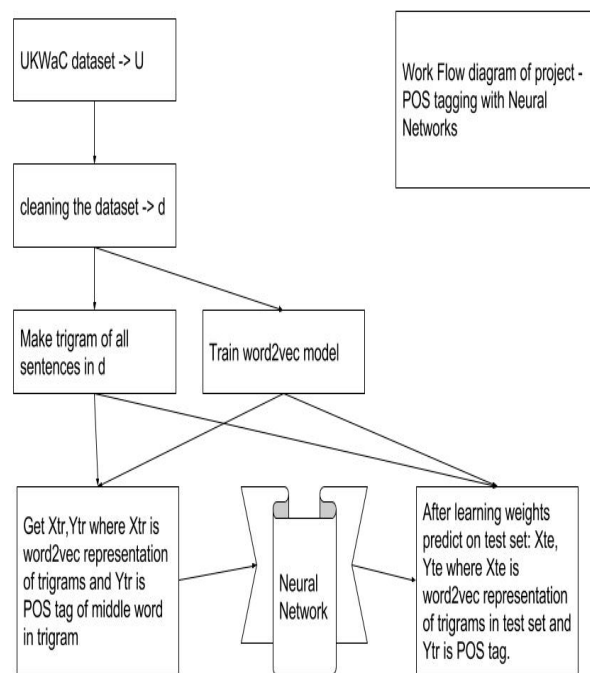 UKWaC dataset -> U
Work Flow diagram of project -
POS tagging with Neural
Networks
cleaning the dataset -> d
Make trigram of all
sentences in d
Train word2vec model
Get Xtr,Ytr where Xtr is
word2vec representation
of trigrams and Ytr is
POS tag of middle word
in trigram
Neural
Network
After learning weights
predict on test set: Xte,
Yte where Xte is
word2vec representation
of trigrams in test set and
Ytr is POS tag.